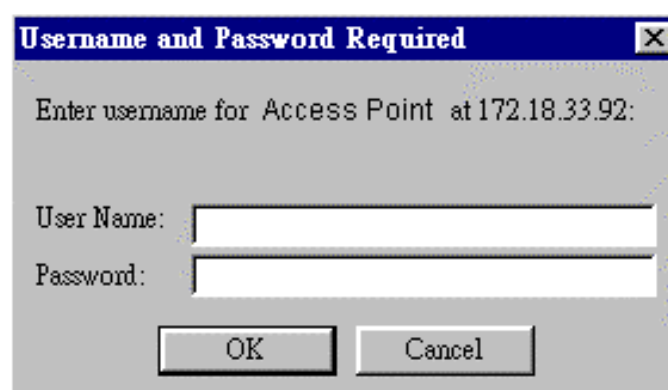 Username and Password Required
Enter username for Access Point at 172.18.33.92:
User Name:
Password:
OK Cancel